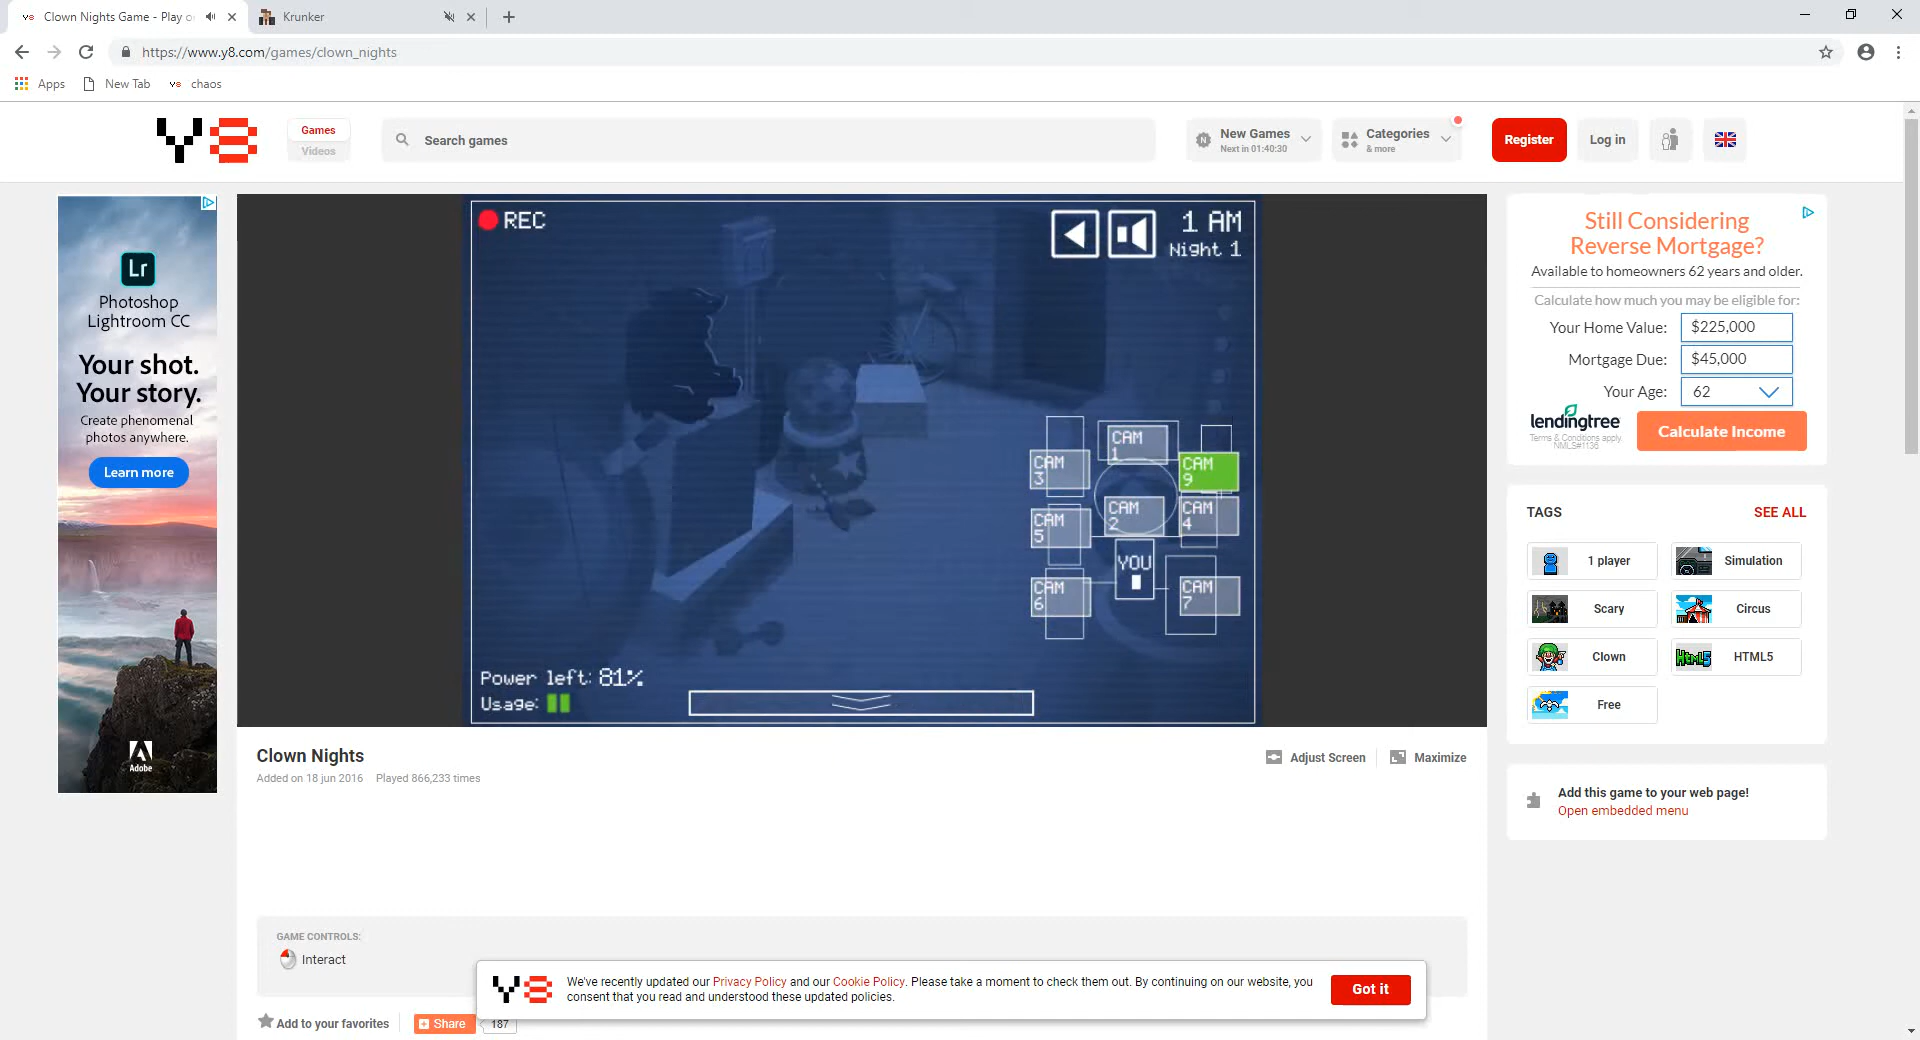 Clown Nights Game - Play o
Krunker
https://www.y8.com/games/clown_nights
Apps
New Tab
chaos
Y8
Games
Videos
Search games
New Games
Next in 01:40:30
Categories
& more
Register
Log in
Lr
Photoshop
Lightroom CC
Your shot.
Your story.
Create phenomenal
photos anywhere.
Learn more
Adobe
REC
1 AM
Night 1
CAM
1
CAM
3
CAM
9
CAM
2
CAM
4
CAM
5
YOU
CAM
6
CAM
7
Power left: 81%
Usage:
Still Considering
Reverse Mortgage?
Available to homeowners 62 years and older.
Calculate how much you may be eligible for:
Your Home Value: $225,000
Mortgage Due: $45,000
Your Age: 62
lendingtree
Terms & Conditions apply.
NMLS#1136
Calculate Income
TAGS
SEE ALL
1 player
Simulation
Scary
Circus
Clown
HTML5
HTML5
Free
Clown Nights
Added on 18 jun 2016 Played 866,233 times
Adjust Screen
Maximize
Add this game to your web page!
Open embedded menu
GAME CONTROLS:
Interact
Y8
We've recently updated our Privacy Policy and our Cookie Policy. Please take a moment to check them out. By continuing on our website, you
consent that you read and understood these updated policies.
Got it
Add to your favorites
Share
187